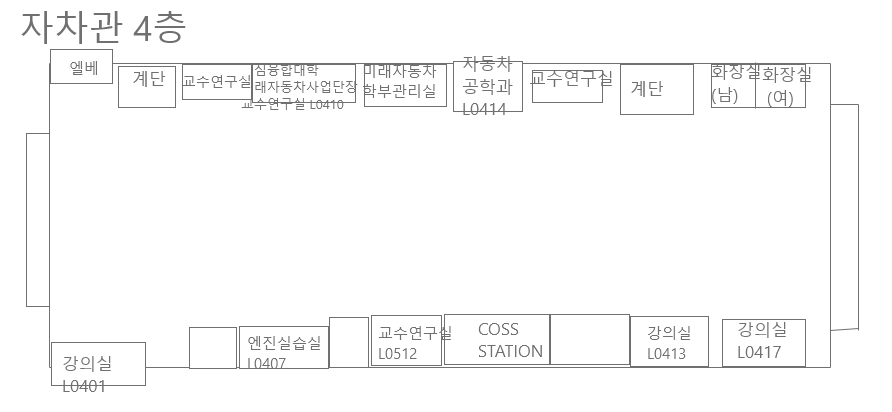 자차관 4층
엘베
계단
교수연구실
심융합대학
래자동차사업단장
교수연구실 L0410
미래자동차
학부관리실
자동차
공학과
L0414
교수연구실
계단
화장실
(남)
화장실
(여)
강의실
L0401
엔진실습실
L0407
교수연구실
L0512
COSS
STATION
강의실
L0413
강의실
L0417